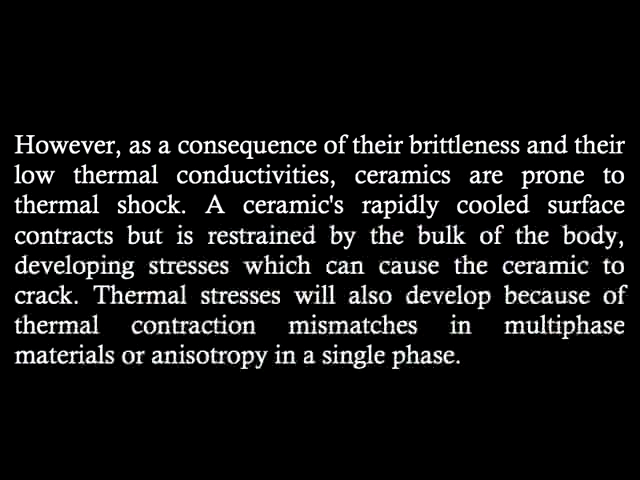 However, as a consequence of their brittleness and their
low thermal conductivities, ceramics are prone to
thermal shock. A ceramic's rapidly cooled surface
contracts but is restrained by the bulk of the body,
developing stresses which can cause the ceramic to
crack. Thermal stresses will also develop because of
thermal contraction mismatches in multiphase
materials or anisotropy in a single phase.